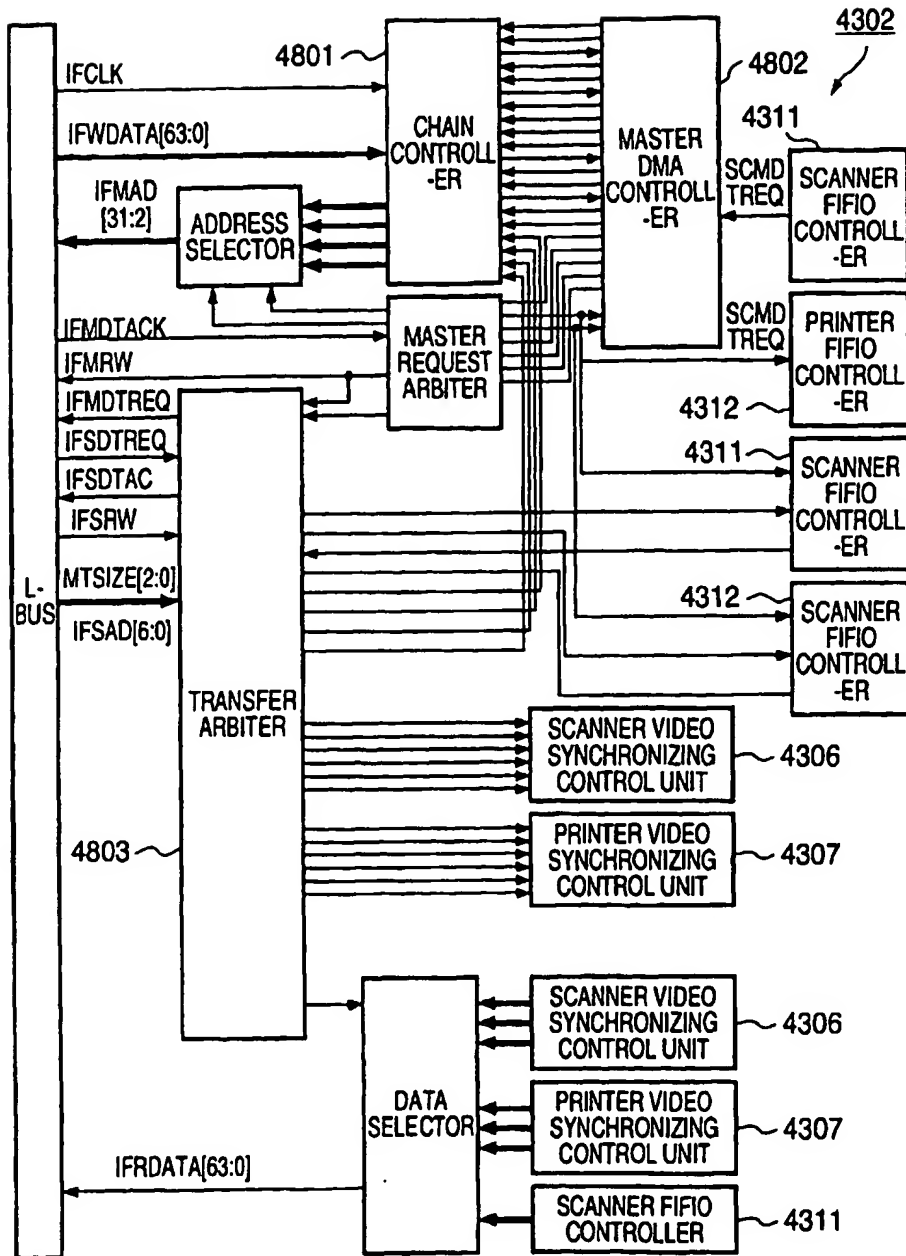 4302
4801
4802
IFCLK
CHAIN
CONTROLL
-ER
MASTER
DMA
CONTROLL
-ER
4311
SCMD
TREQ
SCANNER
FIFIO
CONTROLL
-ER
IFWDATA[63:0]
IFMAD
[31:2]
ADDRESS
SELECTOR
IFMDTACK
MASTER
REQUEST
ARBITER
SCMD
TREQ
PRINTER
FIFIO
CONTROLL
-ER
4312
IFMRW
IFMDTREQ
IFSDTREQ
IFSDTAC
IFSRW
4311
SCANNER
FIFIO
CONTROLL
-ER
L-
BUS
MTSIZE[2:0]
IFSAD[6:0]
4312
SCANNER
FIFIO
CONTROLL
-ER
TRANSFER
ARBITER
4803
SCANNER VIDEO
SYNCHRONIZING
CONTROL UNIT
4306
PRINTER VIDEO
SYNCHRONIZING
CONTROL UNIT
4307
DATA
SELECTOR
SCANNER VIDEO
SYNCHRONIZING
CONTROL UNIT
4306
PRINTER VIDEO
SYNCHRONIZING
CONTROL UNIT
4307
IFRDATA[63:0]
SCANNER FIFIO
CONTROLLER
4311